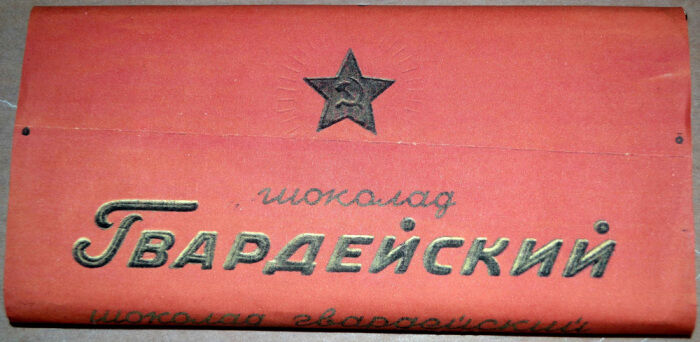 шоколад
Гвардейский
шоколад гвардейский